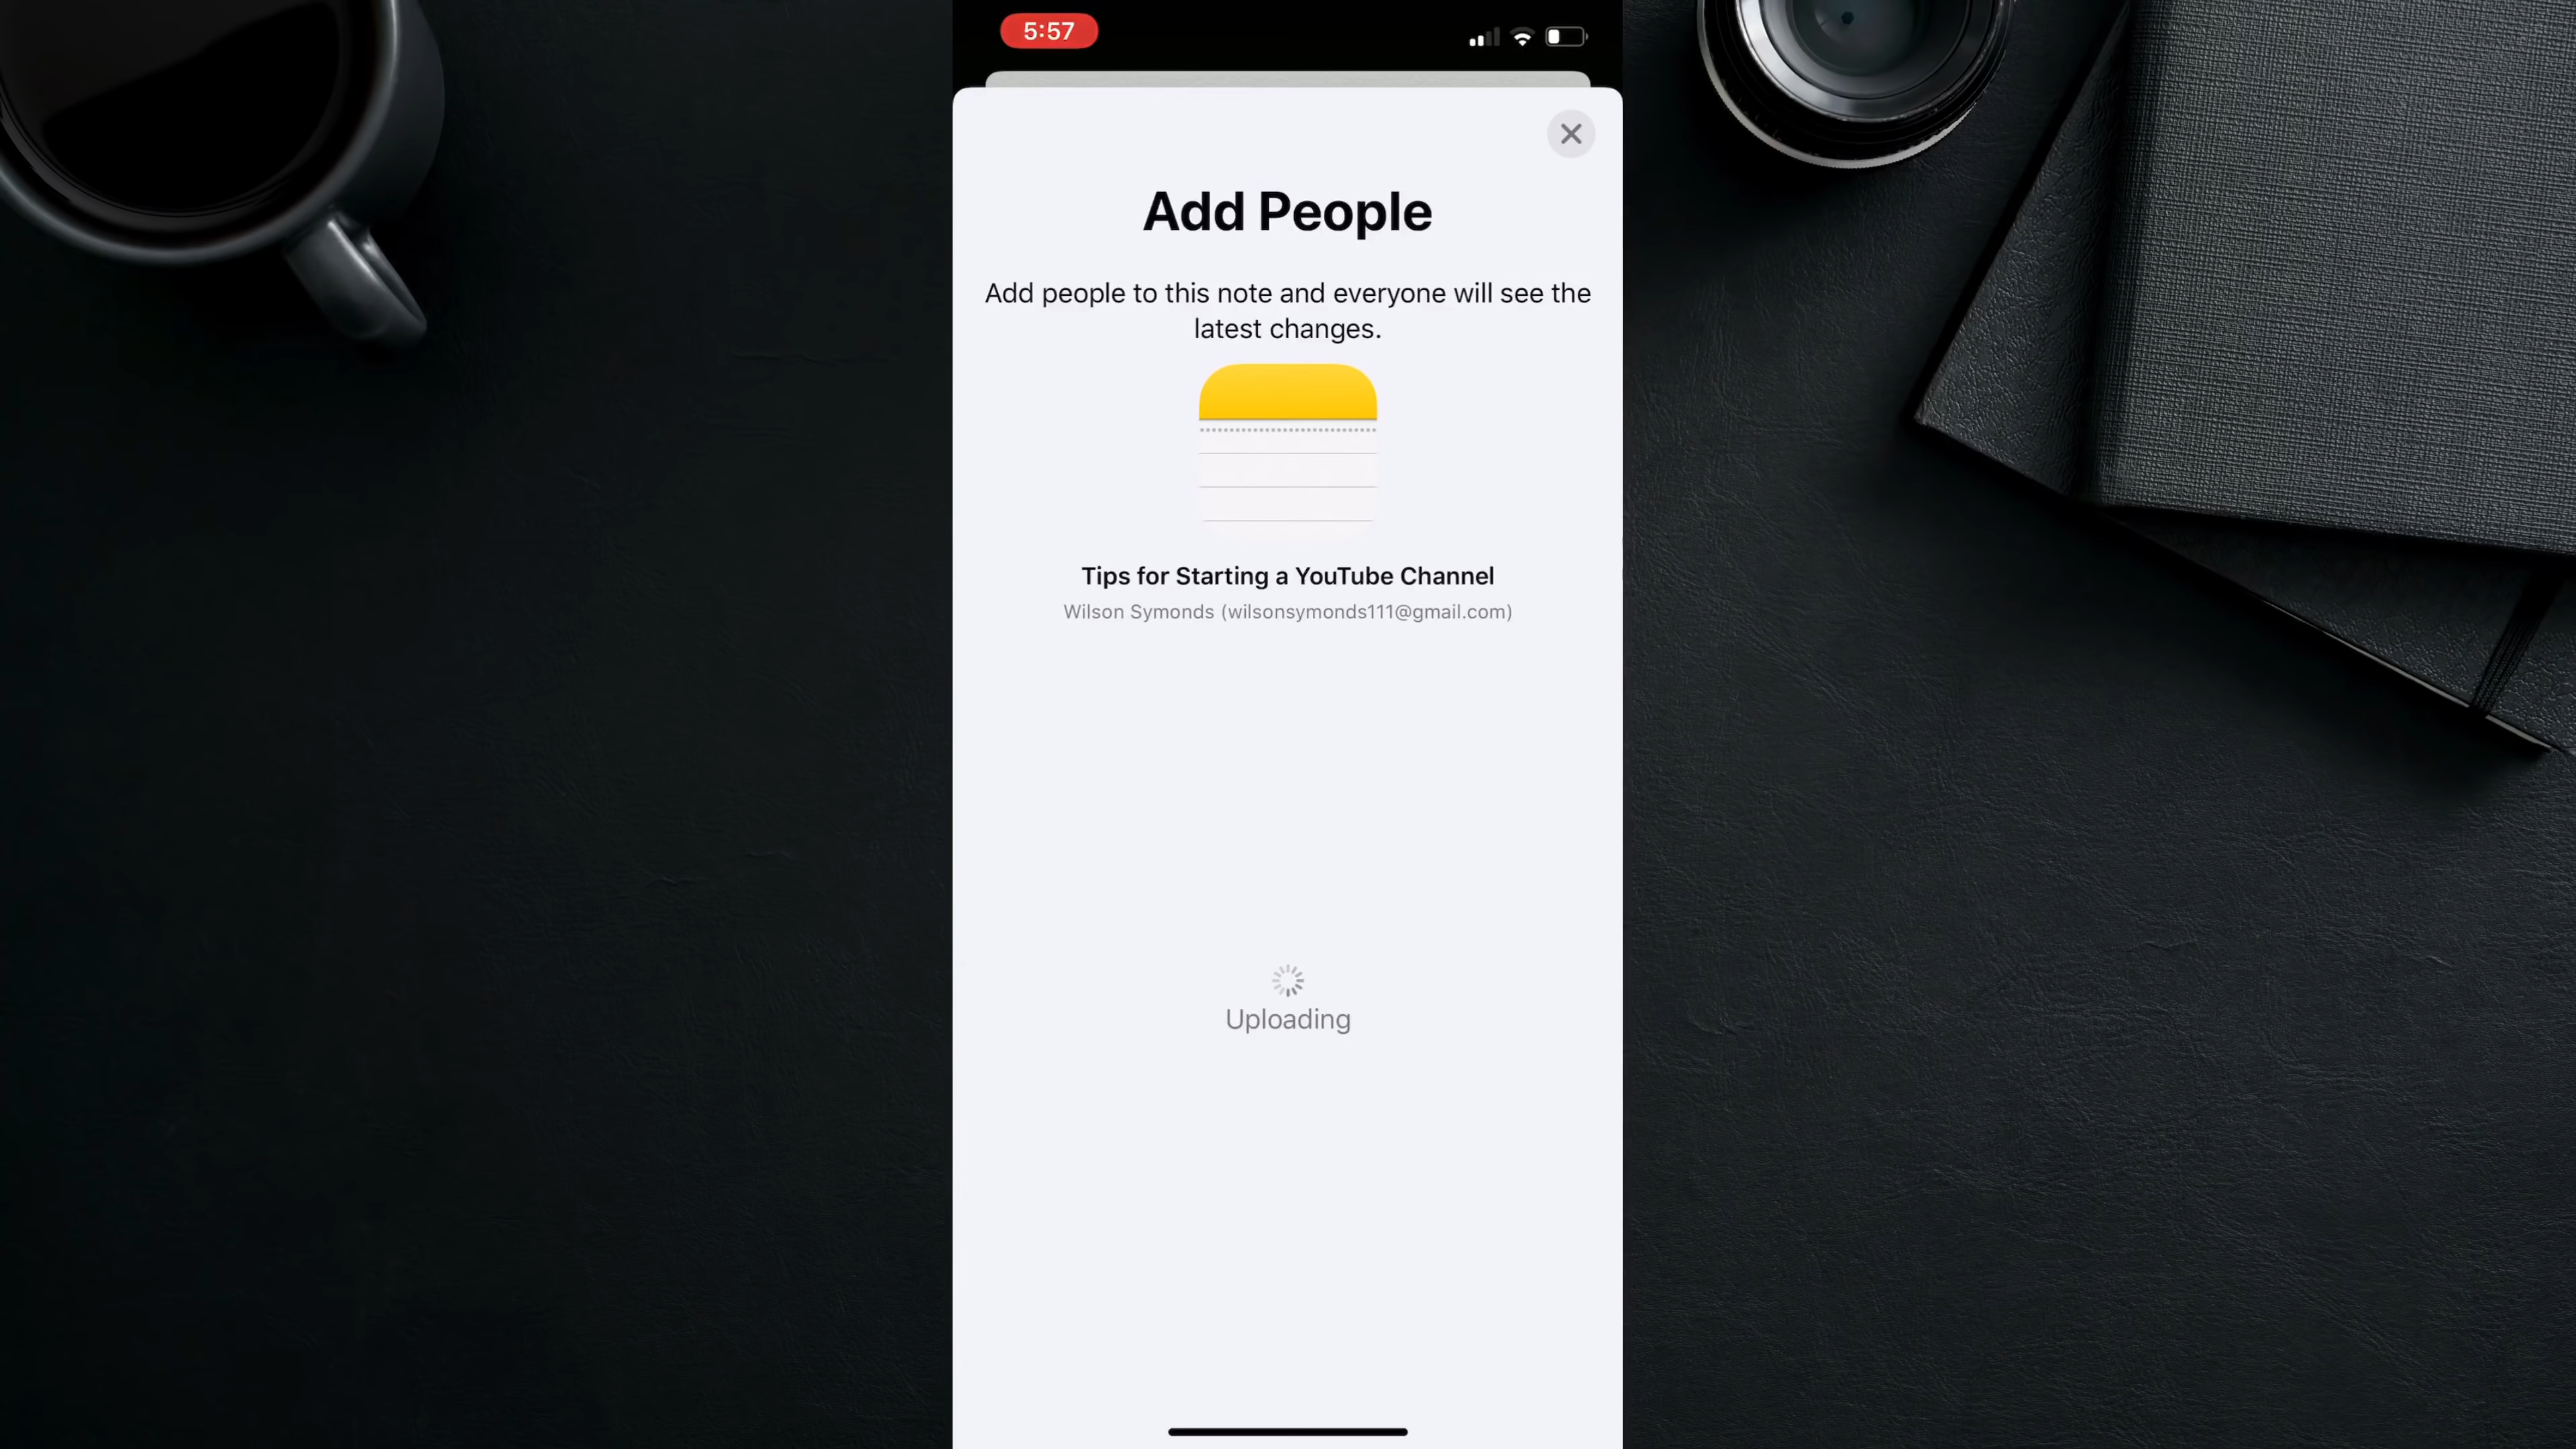 5:57
Add People
Add people to this note and everyone will see the
latest changes.
Tips for Starting a YouTube Channel
Wilson Symonds (wilsonsymonds111@gmail.com)
Uploading